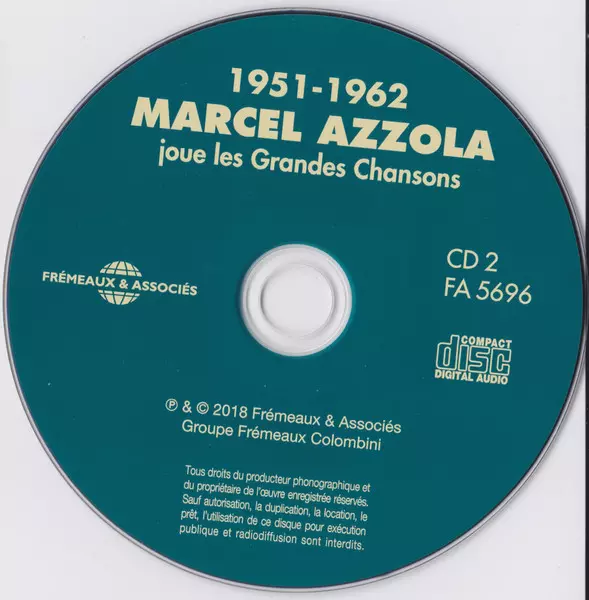 1951-1962
MARCEL AZZOLA
joue les Grandes Chansons
FRÉMEAUX & ASSOCIÉS
CD 2
FA 5696
COMPACT
disc
DIGITAL AUDIO
℗ & © 2018 Frémeaux & Associés
Groupe Frémeaux Colombini
Tous droits du producteur phonographique et
du propriétaire de l'œuvre enregistrée réservés.
Sauf autorisation, la duplication, la location, le
prêt, l'utilisation de ce disque pour exécution
publique et radiodiffusion sont interdits.